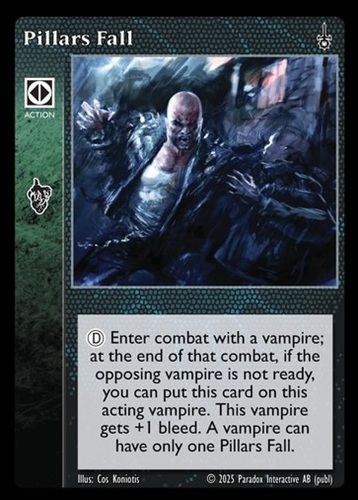 Pillars Fall
ACTION
Ⓓ Enter combat with a vampire;
at the end of that combat, if the
opposing vampire is not ready,
you can put this card on this
acting vampire. This vampire
gets +1 bleed. A vampire can
have only one Pillars Fall.
Illus: Cos Koniotis © 2025 Paradox Interactive AB (publ)